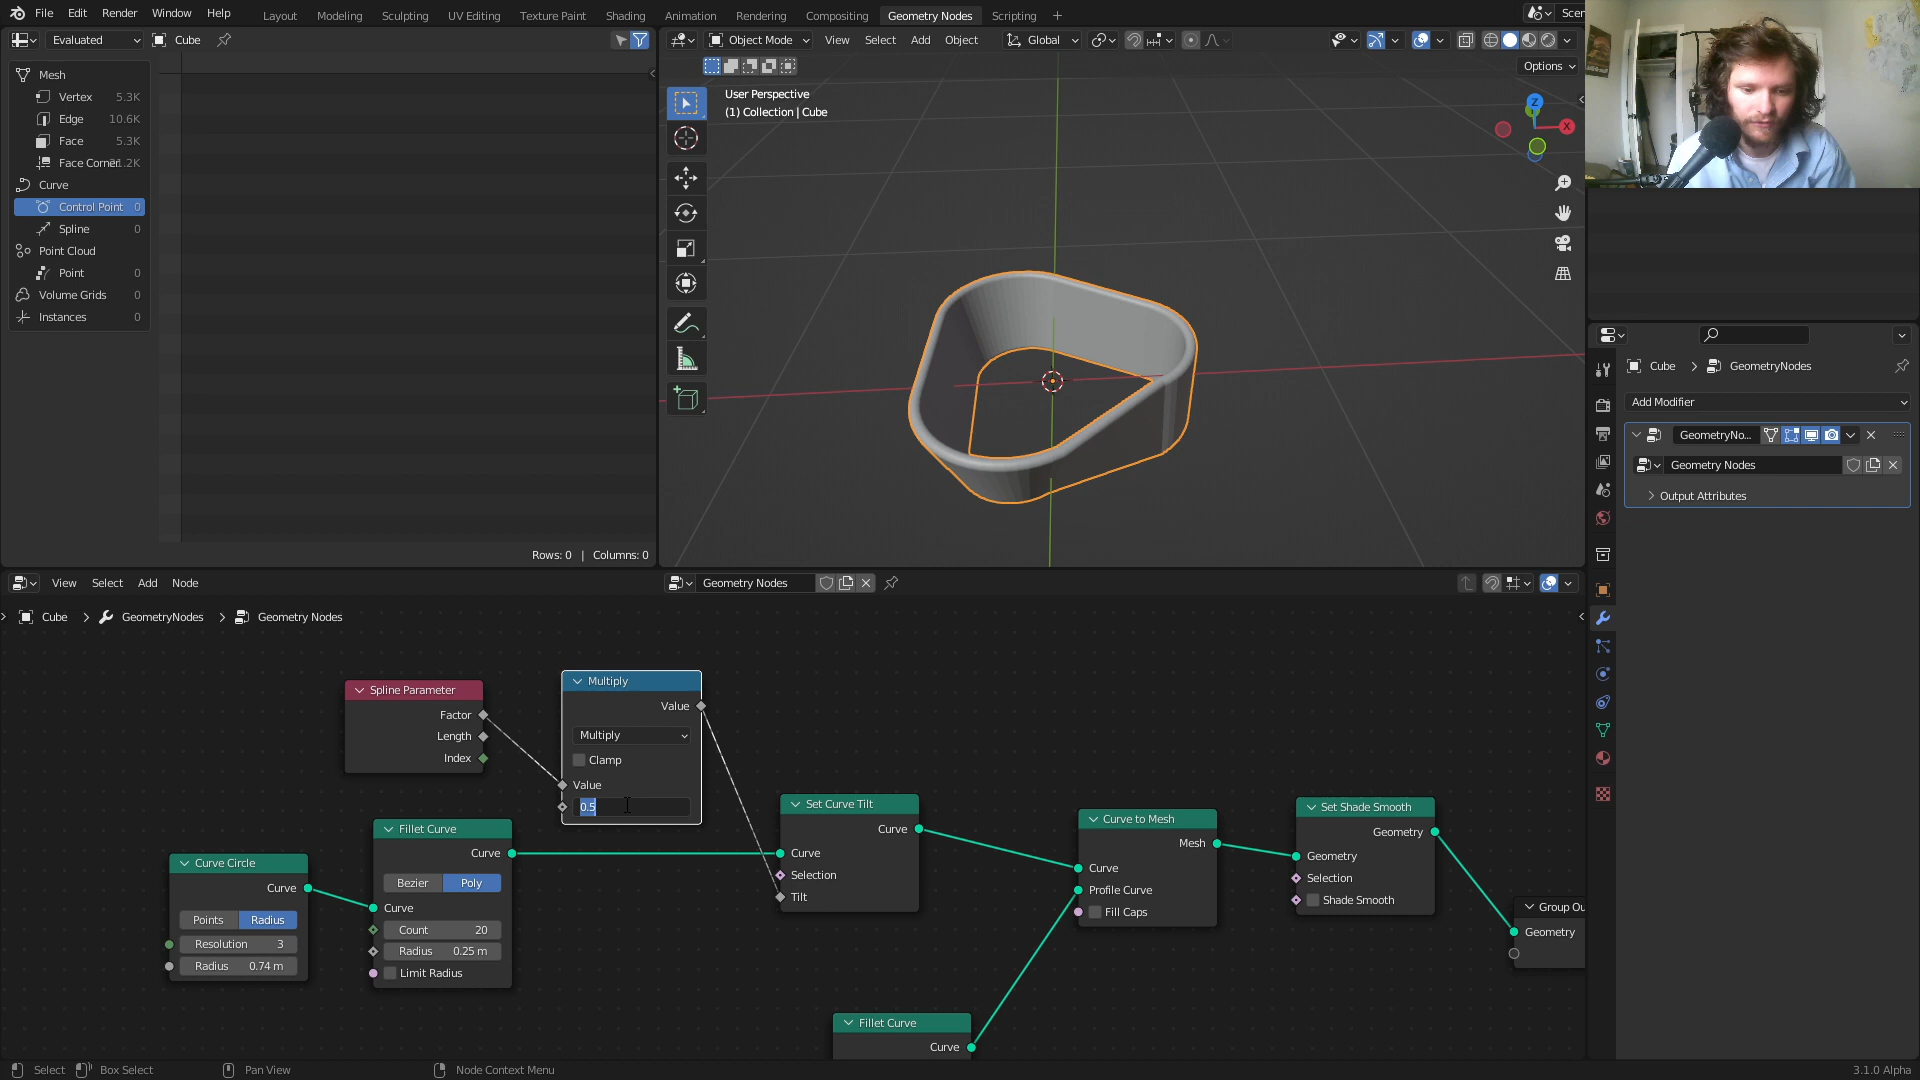 File Edit Render Window Help
Layout Modeling Sculpting UV Editing Texture Paint Shading Animation Rendering Compositing Geometry Nodes Scripting
Scen
Evaluated Cube
Object Mode View Select Add Object Global
Options
Mesh
Vertex 5.3K
Edge 10.6K
Face 5.3K
Face Corner 1.2K
Curve
Control Point 0
Spline 0
Point Cloud
Point 0
Volume Grids 0
Instances 0
Rows: 0 | Columns: 0
User Perspective
(1) Collection | Cube
Z
X
Cube GeometryNodes
Add Modifier
GeometryNo...
Geometry Nodes
Output Attributes
View Select Add Node
Geometry Nodes
Cube GeometryNodes Geometry Nodes
Spline Parameter
Factor
Length
Index
Multiply
Value
Multiply
Clamp
Value
0.5
Curve Circle
Curve
Points Radius
Resolution 3
Radius 0.74 m
Fillet Curve
Curve
Bezier Poly
Curve
Count 20
Radius 0.25 m
Limit Radius
Set Curve Tilt
Curve
Curve
Selection
Tilt
Curve to Mesh
Mesh
Curve
Profile Curve
Fill Caps
Set Shade Smooth
Geometry
Geometry
Selection
Shade Smooth
Group Ou
Geometry
Fillet Curve
Curve
Select Box Select Pan View Node Context Menu
3.1.0 Alpha